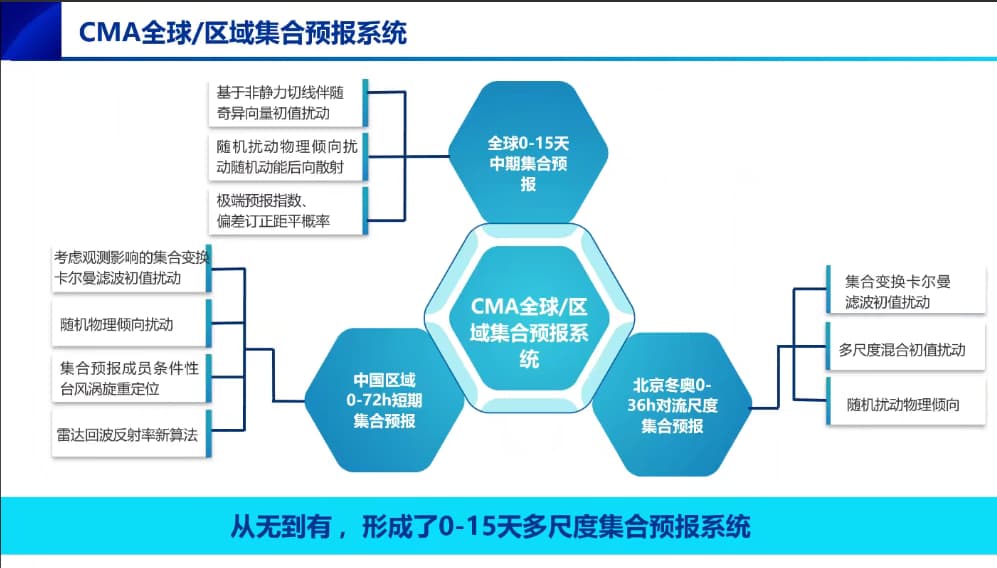 CMA全球/区域集合预报系统
基于非静力切线伴随
奇异向量初值扰动
随机扰动物理倾向扰
动随机动能后向散射
极端预报指数、
偏差订正距平概率
全球0-15天
中期集合预
报
考虑观测影响的集合变换
卡尔曼滤波初值扰动
随机物理倾向扰动
集合预报成员条件性
台风涡旋重定位
雷达回波反射率新算法
中国区域
0-72h短期
集合预报
CMA全球/区
域集合预报系
统
北京冬奥0-
36h对流尺度
集合预报
集合变换卡尔曼
滤波初值扰动
多尺度混合初值扰动
随机扰动物理倾向
从无到有，形成了0-15天多尺度集合预报系统